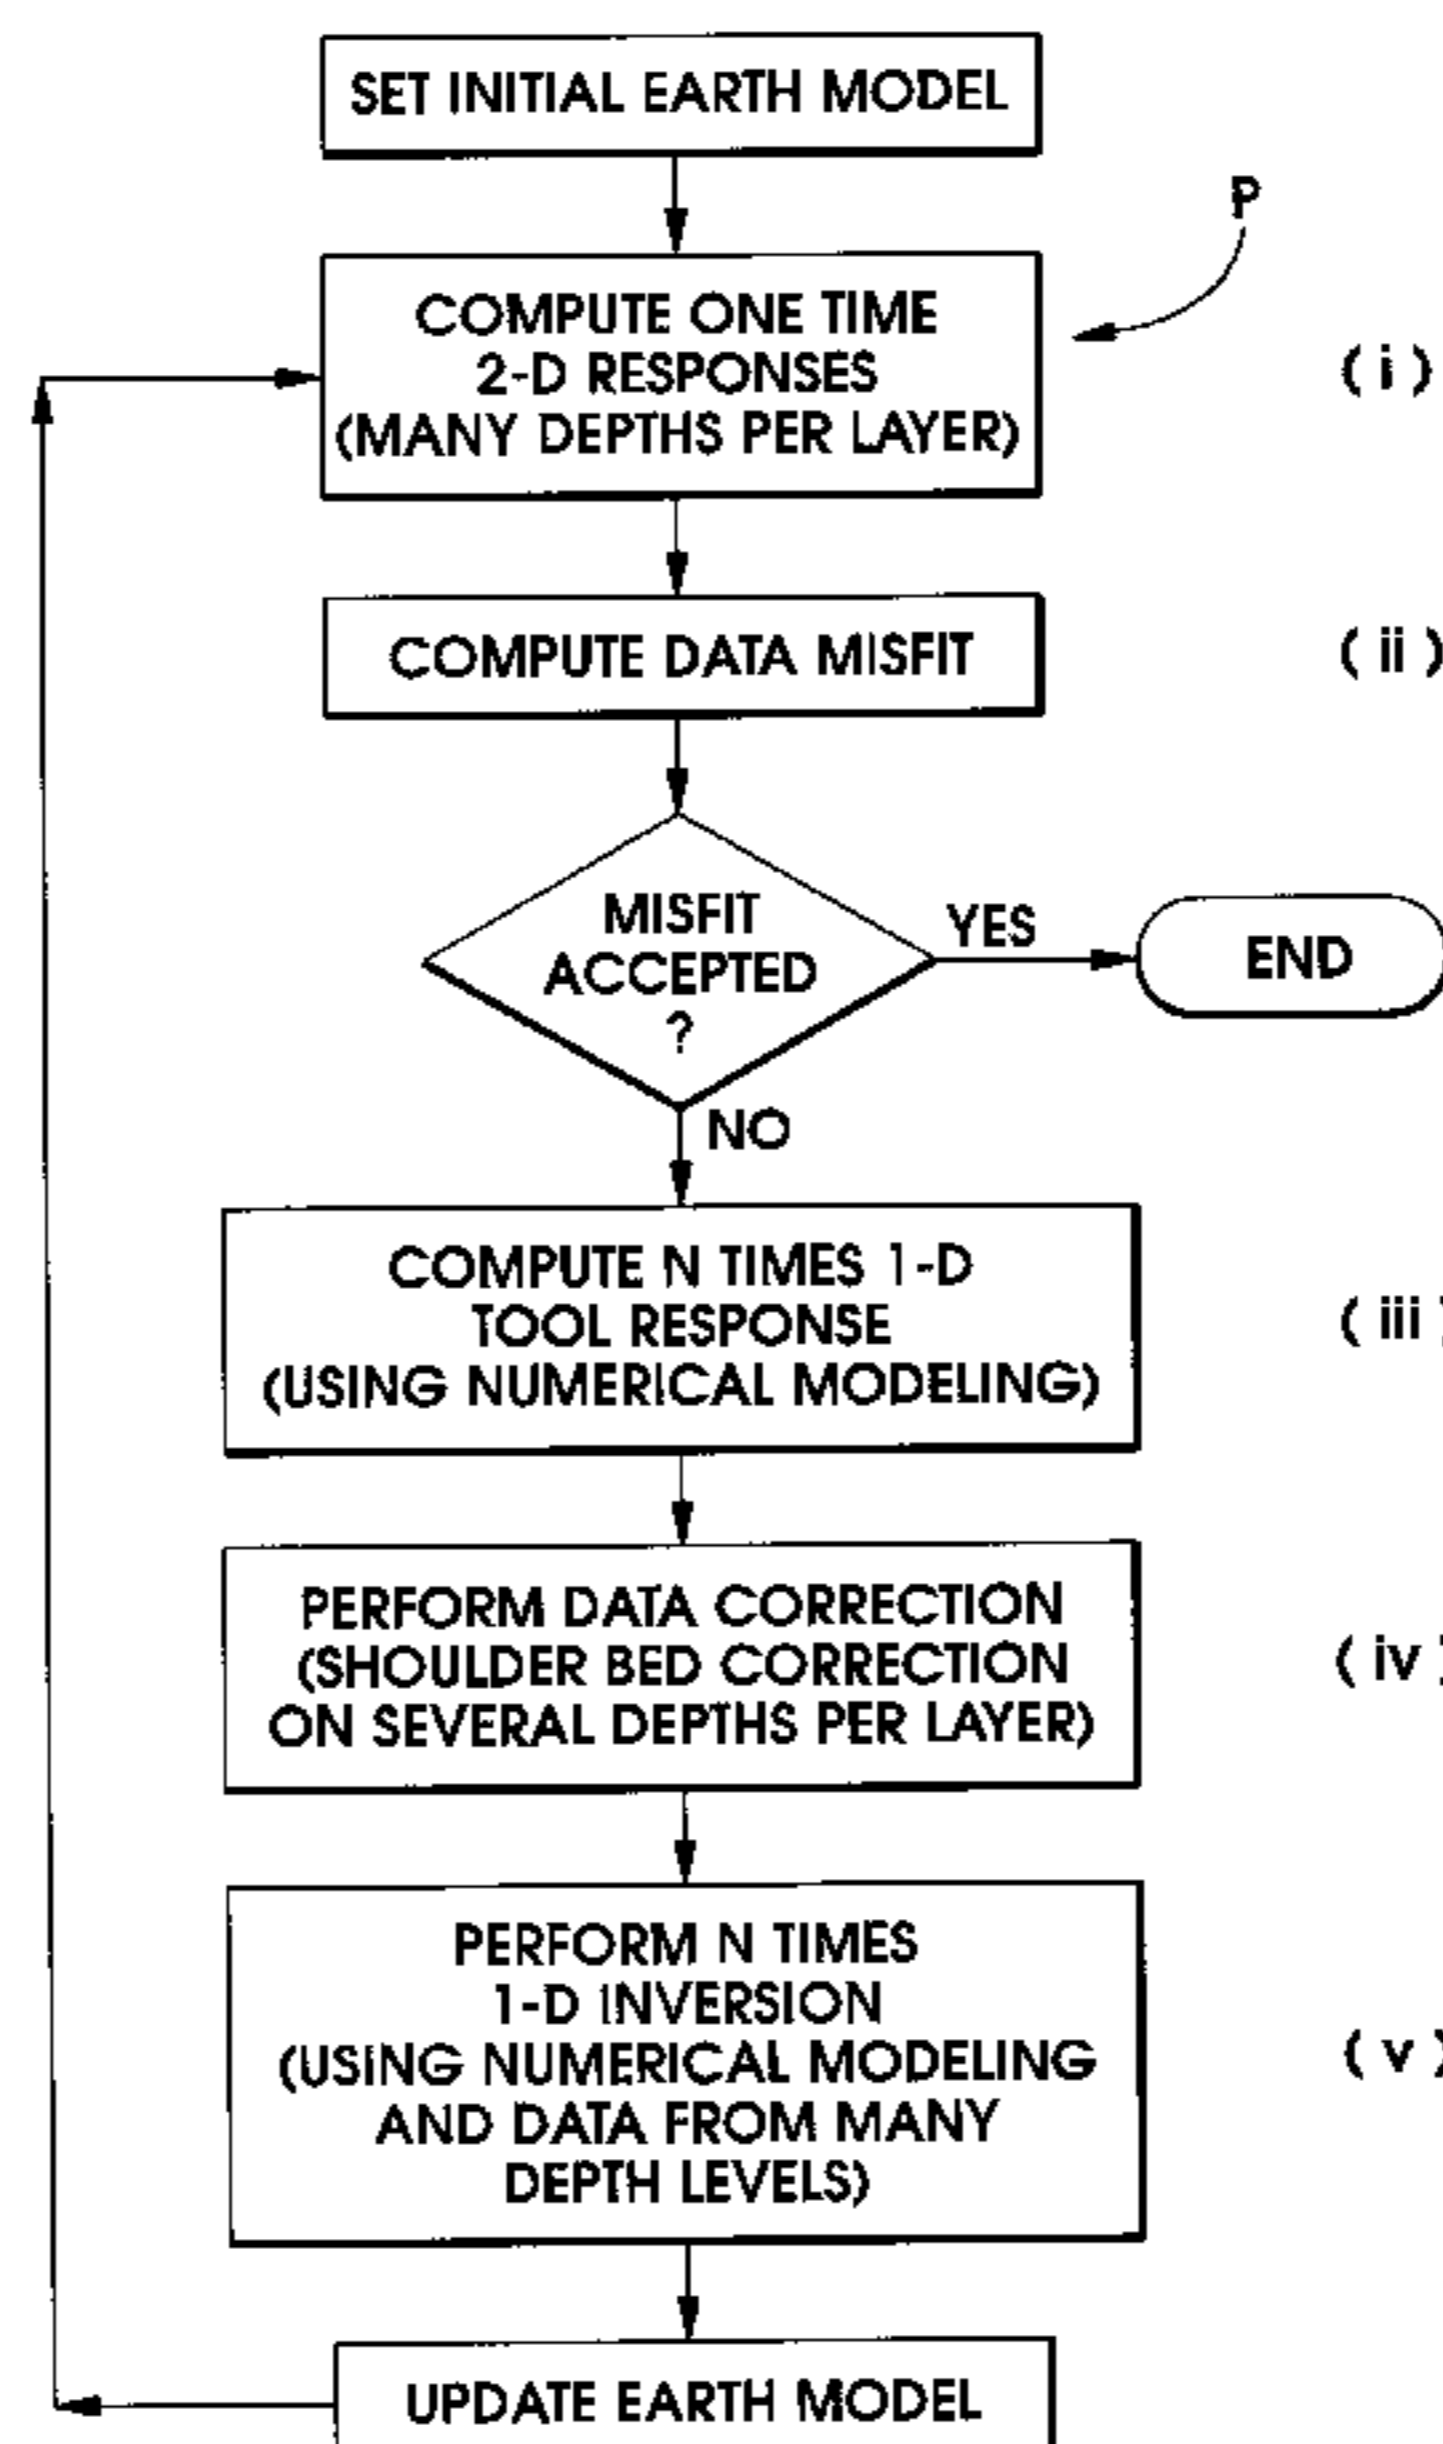 SET INITIAL EARTH MODEL
P
COMPUTE ONE TIME
2-D RESPONSES
(MANY DEPTHS PER LAYER)
( i )
COMPUTE DATA MISFIT
( ii )
MISFIT
ACCEPTED
?
YES
END
NO
COMPUTE N TIMES 1-D
TOOL RESPONSE
(USING NUMERICAL MODELING)
( iii )
PERFORM DATA CORRECTION
(SHOULDER BED CORRECTION
ON SEVERAL DEPTHS PER LAYER)
( iv )
PERFORM N TIMES
1-D INVERSION
(USING NUMERICAL MODELING
AND DATA FROM MANY
DEPTH LEVELS)
( v )
UPDATE EARTH MODEL